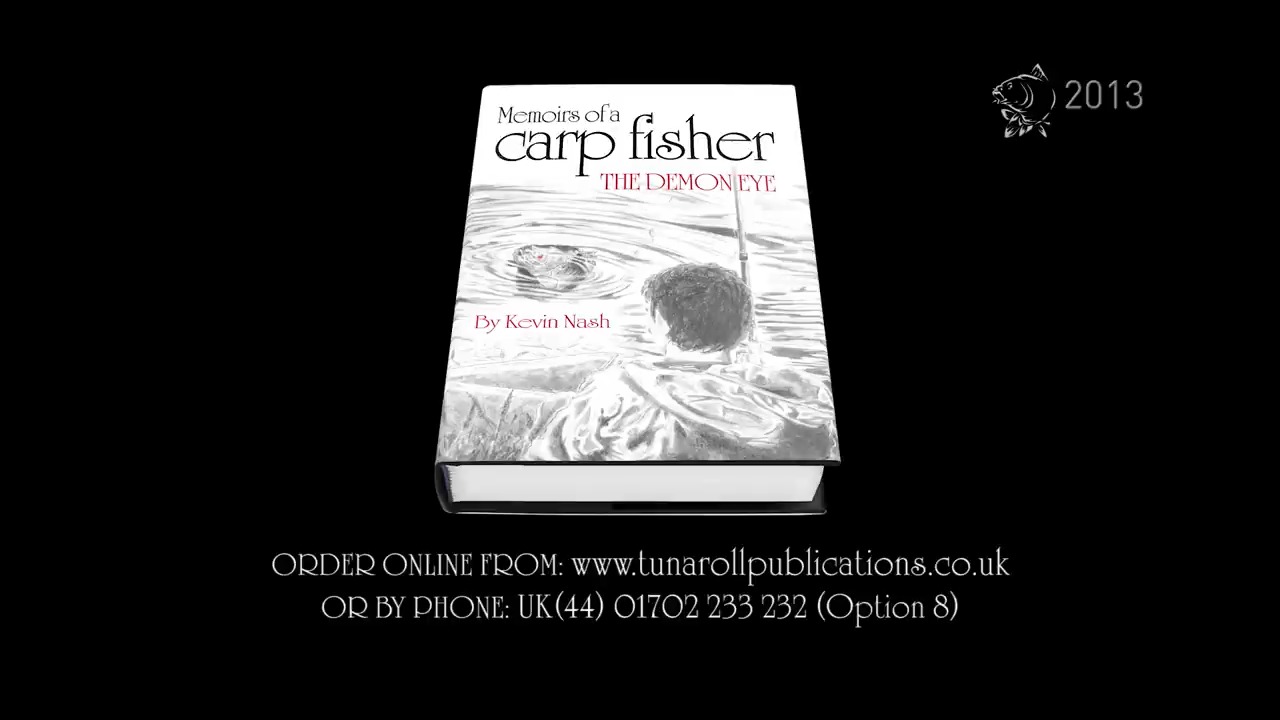 2013
Memoirs of a
carp fisher
THE DEMON EYE
By Kevin Nash
ORDER ONLINE FROM: www.tunarollpublications.co.uk
OR BY PHONE: UK(44) 01702 233 232 (Option 8)